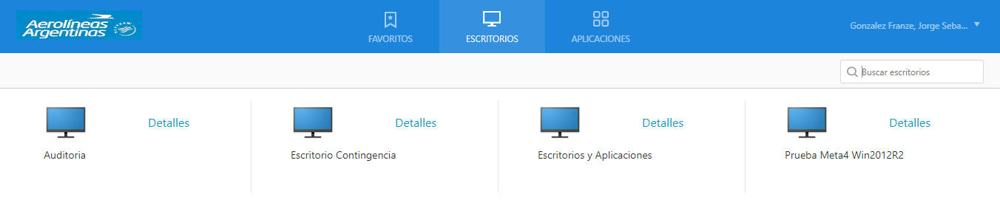 Aerolíneas
Argentinas
FAVORITOS
ESCRITORIOS
APLICACIONES
Gonzalez Franze, Jorge Seba...
Buscar escritorios
Detalles
Auditoria
Detalles
Escritorio Contingencia
Detalles
Escritorios y Aplicaciones
Detalles
Prueba Meta4 Win2012R2